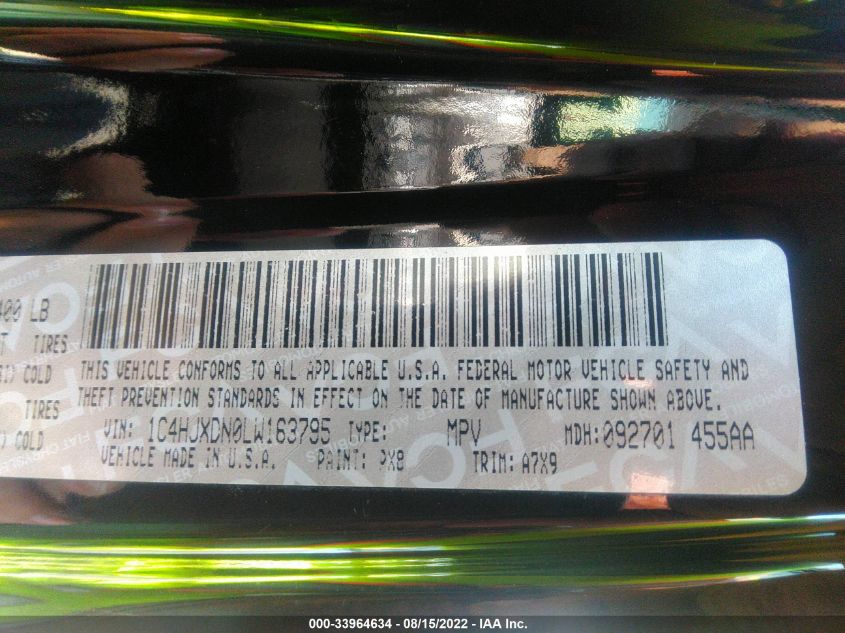 400 LB
TIRES
COLD
TIRES
COLD
THIS VEHICLE CONFORMS TO ALL APPLICABLE U.S.A. FEDERAL MOTOR VEHICLE SAFETY AND
THEFT PREVENTION STANDARDS IN EFFECT ON THE DATE OF MANUFACTURE SHOWN ABOVE.
VIN: 1C4HJXDN0LW163795 TYPE: MPV MDH:092701 455AA
VEHICLE MADE IN U.S.A. PAINT: PX8 TRIM: A7X9
000-33964634 - 08/15/2022 - IAA Inc.